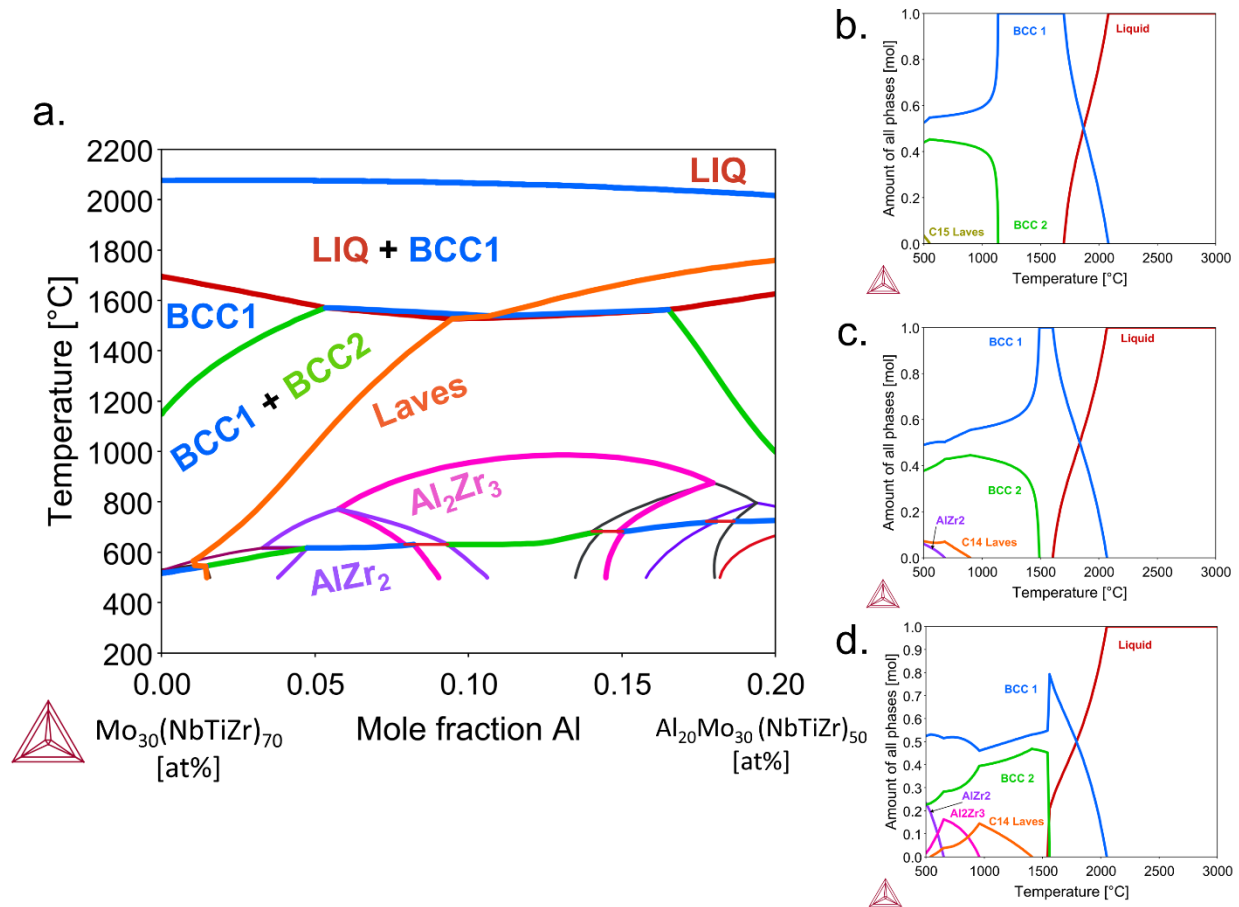 a.
2200
2000
1800
1600
1400
1200
1000
800
600
400
200
Temperature [°C]
LIQ
LIQ + BCC1
BCC1
BCC1 + BCC2
Laves
Al₂Zr₃
AlZr₂
0.00 0.05 0.10 0.15 0.20
Mo₃₀(NbTiZr)₇₀
[at%]
Mole fraction Al
Al₂₀Mo₃₀(NbTiZr)₅₀
[at%]
b.
Amount of all phases [mol]
1.0
0.8
0.6
0.4
0.2
0.0
BCC 1
Liquid
BCC 2
C15 Laves
500 1000 1500 2000 2500 3000
Temperature [°C]
c.
Amount of all phases [mol]
1.0
0.8
0.6
0.4
0.2
0.0
BCC 1
Liquid
BCC 2
AlZr2
C14 Laves
500 1000 1500 2000 2500 3000
Temperature [°C]
d.
Amount of all phases [mol]
1.0
0.9
0.8
0.7
0.6
0.5
0.4
0.3
0.2
0.1
0.0
Liquid
BCC 1
BCC 2
AlZr2
Al2Zr3
C14 Laves
500 1000 1500 2000 2500 3000
Temperature [°C]